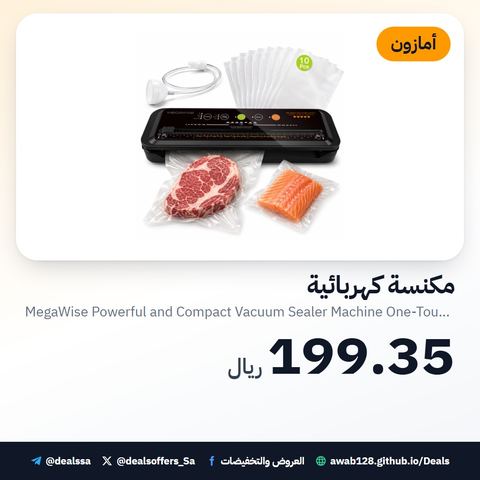 أمازون
10
Pcs
MEGAWISE
مكنسة كهربائية
MegaWise Powerful and Compact Vacuum Sealer Machine One-Tou...
199.35 ريال
@dealssa @dealsoffers_Sa العروض والتخفيضات awab128.github.io/Deals